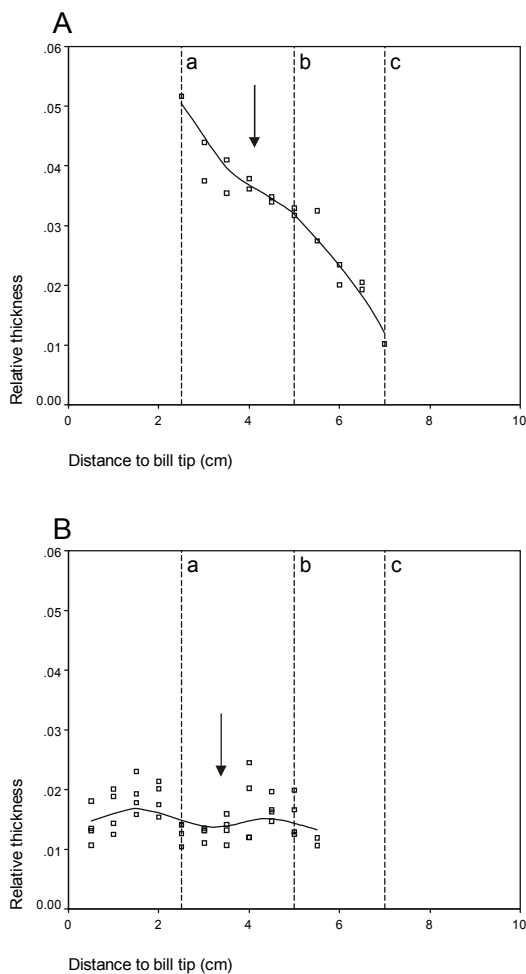 A
.06
a
b
c
.05
.04
.03
.02
.01
0.00
Relative thickness
0
2
4
6
8
10
Distance to bill tip (cm)
B
.06
a
b
c
.05
.04
.03
.02
.01
0.00
Relative thickness
0
2
4
6
8
10
Distance to bill tip (cm)